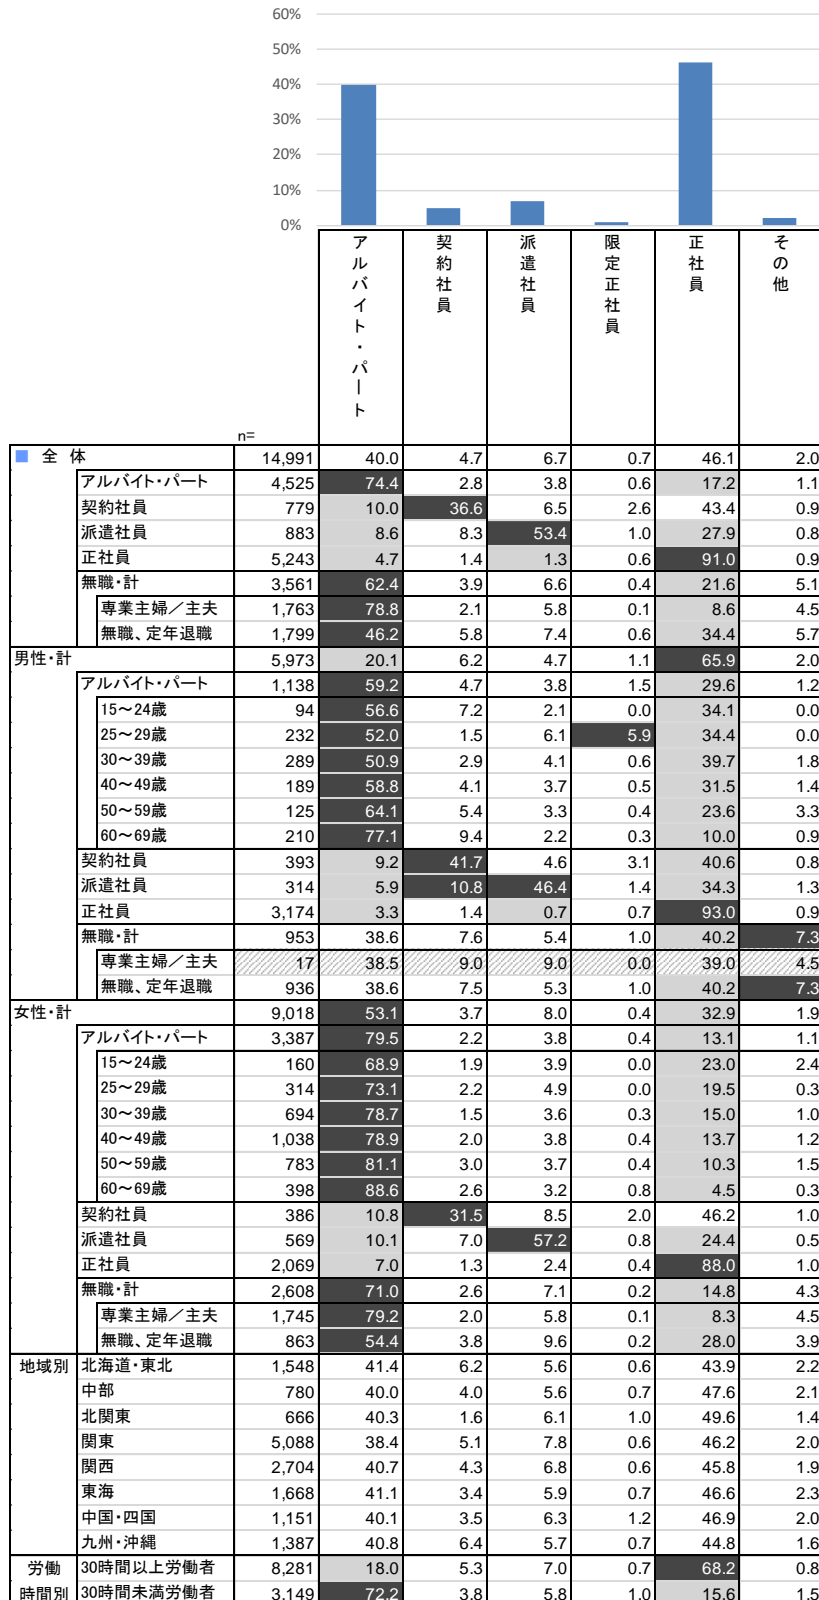 60%
50%
40%
30%
20%
10%
0%
アルバイト・パート 契約社員 派遣社員 限定正社員 正社員 その他
n=
■ 全 体 14,991 40.0 4.7 6.7 0.7 46.1 2.0
アルバイト・パート 4,525 74.4 2.8 3.8 0.6 17.2 1.1
契約社員 779 10.0 36.6 6.5 2.6 43.4 0.9
派遣社員 883 8.6 8.3 53.4 1.0 27.9 0.8
正社員 5,243 4.7 1.4 1.3 0.6 91.0 0.9
無職・計 3,561 62.4 3.9 6.6 0.4 21.6 5.1
専業主婦／主夫 1,763 78.8 2.1 5.8 0.1 8.6 4.5
無職、定年退職 1,799 46.2 5.8 7.4 0.6 34.4 5.7
男性・計 5,973 20.1 6.2 4.7 1.1 65.9 2.0
アルバイト・パート 1,138 59.2 4.7 3.8 1.5 29.6 1.2
15～24歳 94 56.6 7.2 2.1 0.0 34.1 0.0
25～29歳 232 52.0 1.5 6.1 5.9 34.4 0.0
30～39歳 289 50.9 2.9 4.1 0.6 39.7 1.8
40～49歳 189 58.8 4.1 3.7 0.5 31.5 1.4
50～59歳 125 64.1 5.4 3.3 0.4 23.6 3.3
60～69歳 210 77.1 9.4 2.2 0.3 10.0 0.9
契約社員 393 9.2 41.7 4.6 3.1 40.6 0.8
派遣社員 314 5.9 10.8 46.4 1.4 34.3 1.3
正社員 3,174 3.3 1.4 0.7 0.7 93.0 0.9
無職・計 953 38.6 7.6 5.4 1.0 40.2 7.3
専業主婦／主夫 17 38.5 9.0 9.0 0.0 39.0 4.5
無職、定年退職 936 38.6 7.5 5.3 1.0 40.2 7.3
女性・計 9,018 53.1 3.7 8.0 0.4 32.9 1.9
アルバイト・パート 3,387 79.5 2.2 3.8 0.4 13.1 1.1
15～24歳 160 68.9 1.9 3.9 0.0 23.0 2.4
25～29歳 314 73.1 2.2 4.9 0.0 19.5 0.3
30～39歳 694 78.7 1.5 3.6 0.3 15.0 1.0
40～49歳 1,038 78.9 2.0 3.8 0.4 13.7 1.2
50～59歳 783 81.1 3.0 3.7 0.4 10.3 1.5
60～69歳 398 88.6 2.6 3.2 0.8 4.5 0.3
契約社員 386 10.8 31.5 8.5 2.0 46.2 1.0
派遣社員 569 10.1 7.0 57.2 0.8 24.4 0.5
正社員 2,069 7.0 1.3 2.4 0.4 88.0 1.0
無職・計 2,608 71.0 2.6 7.1 0.2 14.8 4.3
専業主婦／主夫 1,745 79.2 2.0 5.8 0.1 8.3 4.5
無職、定年退職 863 54.4 3.8 9.6 0.2 28.0 3.9
地域別 北海道・東北 1,548 41.4 6.2 5.6 0.6 43.9 2.2
中部 780 40.0 4.0 5.6 0.7 47.6 2.1
北関東 666 40.3 1.6 6.1 1.0 49.6 1.4
関東 5,088 38.4 5.1 7.8 0.6 46.2 2.0
関西 2,704 40.7 4.3 6.8 0.6 45.8 1.9
東海 1,668 41.1 3.4 5.9 0.7 46.6 2.3
中国・四国 1,151 40.1 3.5 6.3 1.2 46.9 2.0
九州・沖縄 1,387 40.8 6.4 5.7 0.7 44.8 1.6
労働 30時間以上労働者 8,281 18.0 5.3 7.0 0.7 68.2 0.8
時間別 30時間未満労働者 3,149 72.2 3.8 5.8 1.0 15.6 1.5